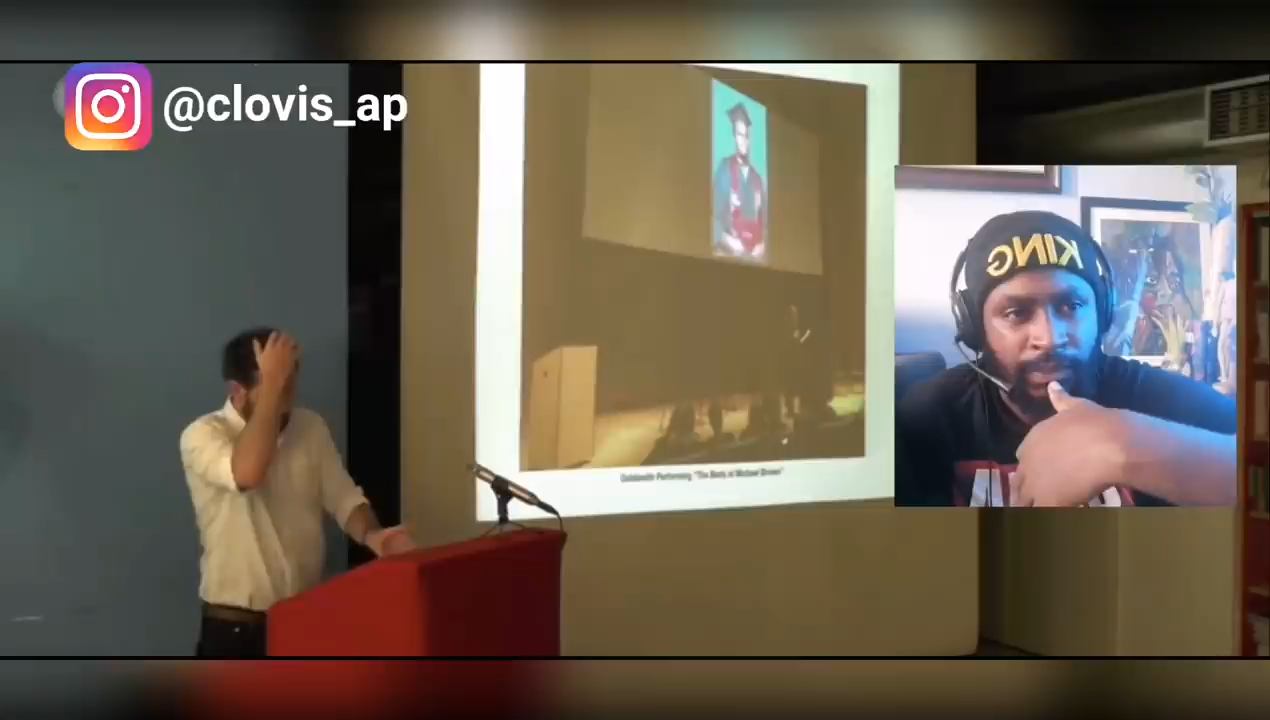 @clovis_ap
KING
Goldsmith Performing "The Body of Michael Brown"